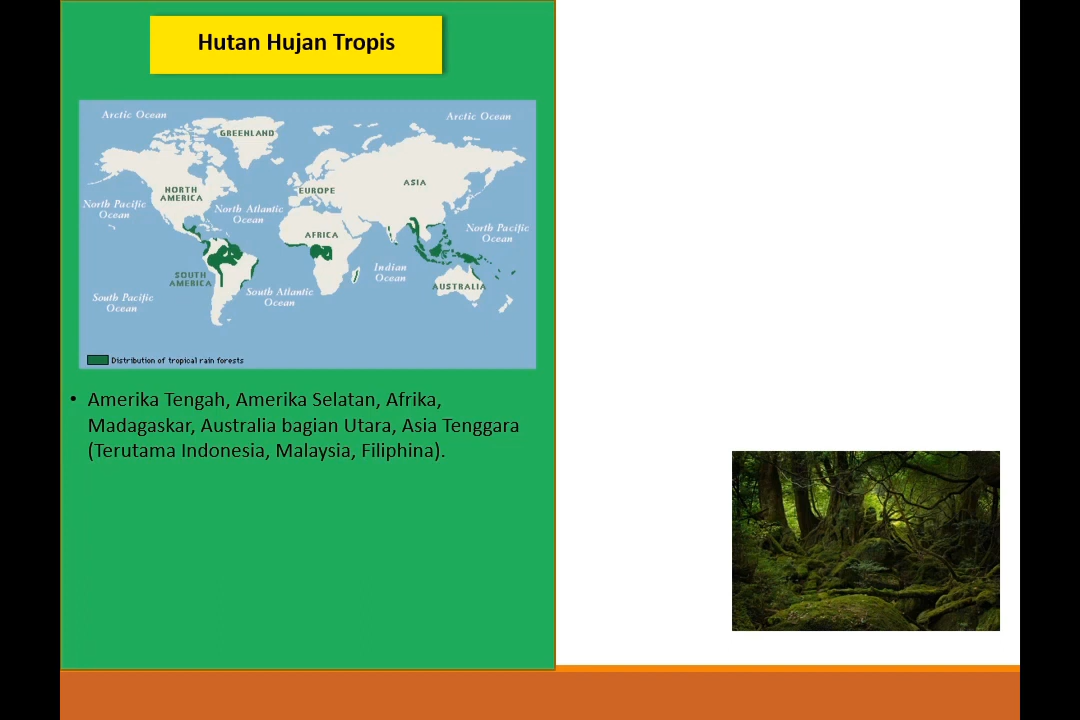 Hutan Hujan Tropis
Arctic Ocean
Arctic Ocean
GREENLAND
ASIA
NORTH
AMERICA
EUROPE
North Pacific
Ocean
North Atlantic
Ocean
North Pacific
Ocean
AFRICA
Indian
Ocean
SOUTH
AMERICA
AUSTRALIA
South Pacific
Ocean
South Atlantic
Ocean
Distribution of tropical rain forests
• Amerika Tengah, Amerika Selatan, Afrika,
Madagaskar, Australia bagian Utara, Asia Tenggara
(Terutama Indonesia, Malaysia, Filiphina).